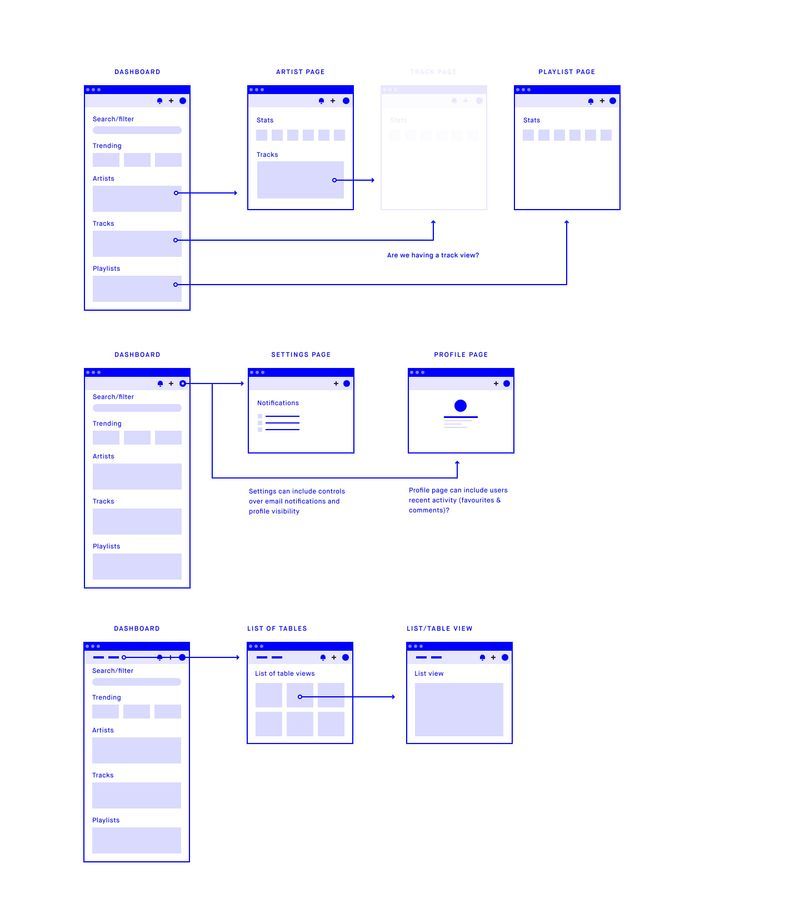 DASHBOARD
ARTIST PAGE
TRACK PAGE
PLAYLIST PAGE
Search/filter
Trending
Artists
Tracks
Playlists
Stats
Tracks
Stats
Stats
Are we having a track view?
DASHBOARD
SETTINGS PAGE
PROFILE PAGE
Search/filter
Trending
Artists
Tracks
Playlists
Notifications
Settings can include controls
over email notifications and
profile visibility
Profile page can include users
recent activity (favourites &
comments)?
DASHBOARD
LIST OF TABLES
LIST/TABLE VIEW
Search/filter
Trending
Artists
Tracks
Playlists
List of table views
List view